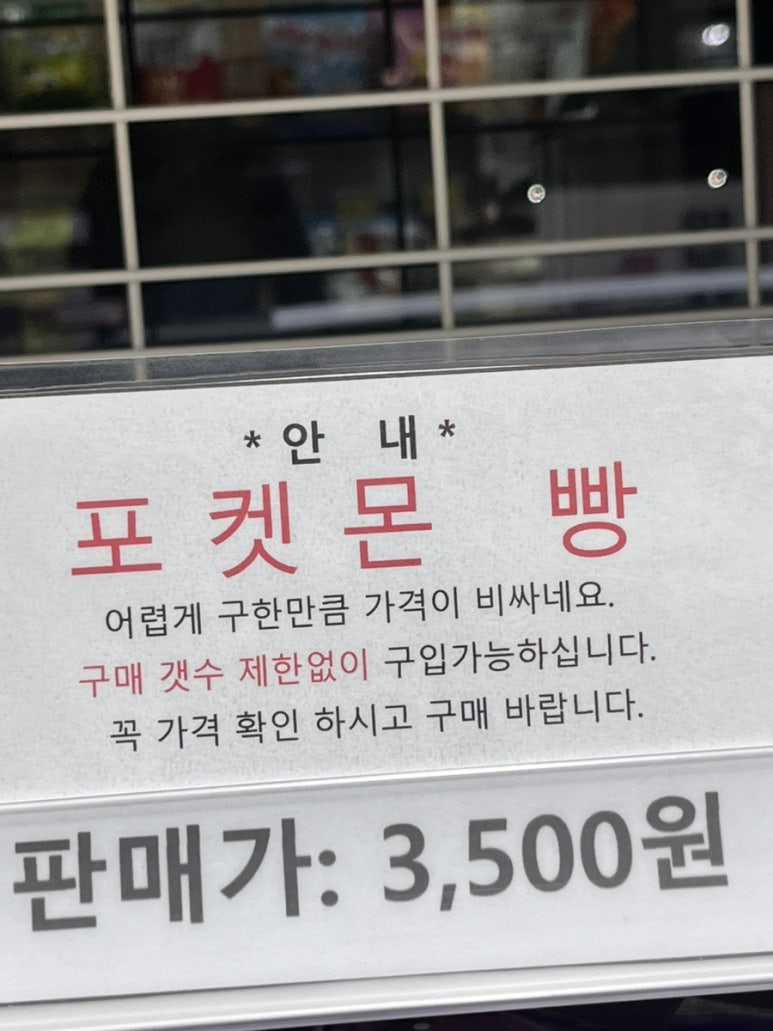 *안 내*
포켓몬 빵
어렵게 구한만큼 가격이 비싸네요.
구매 갯수 제한없이 구입가능하십니다.
꼭 가격 확인 하시고 구매 바랍니다.
판매가: 3,500원